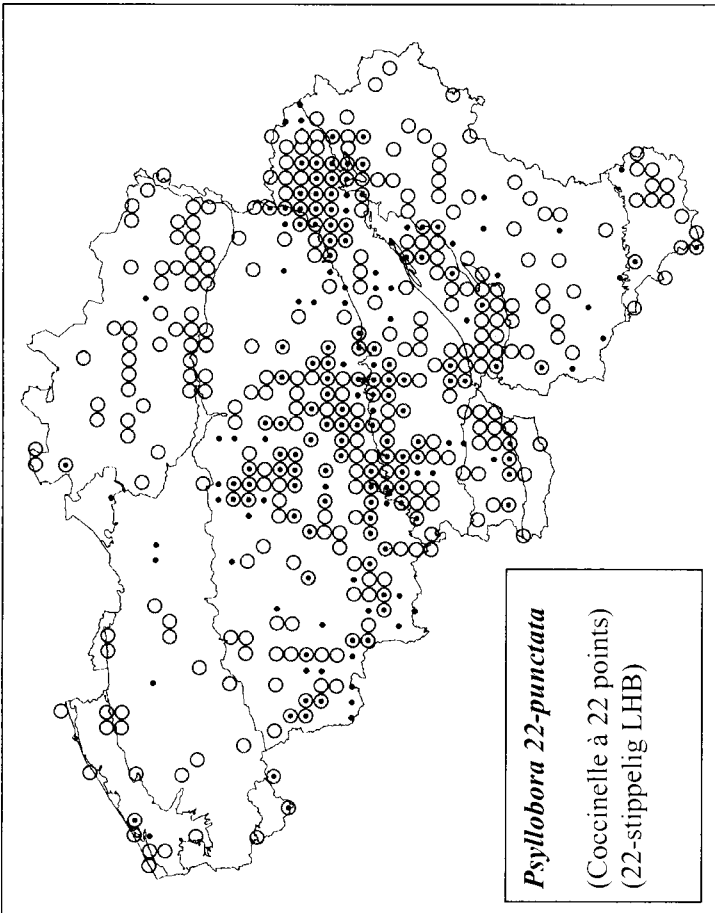 Psyllobora 22-punctata
(Coccinelle à 22 points)
(22-stippelig LHB)